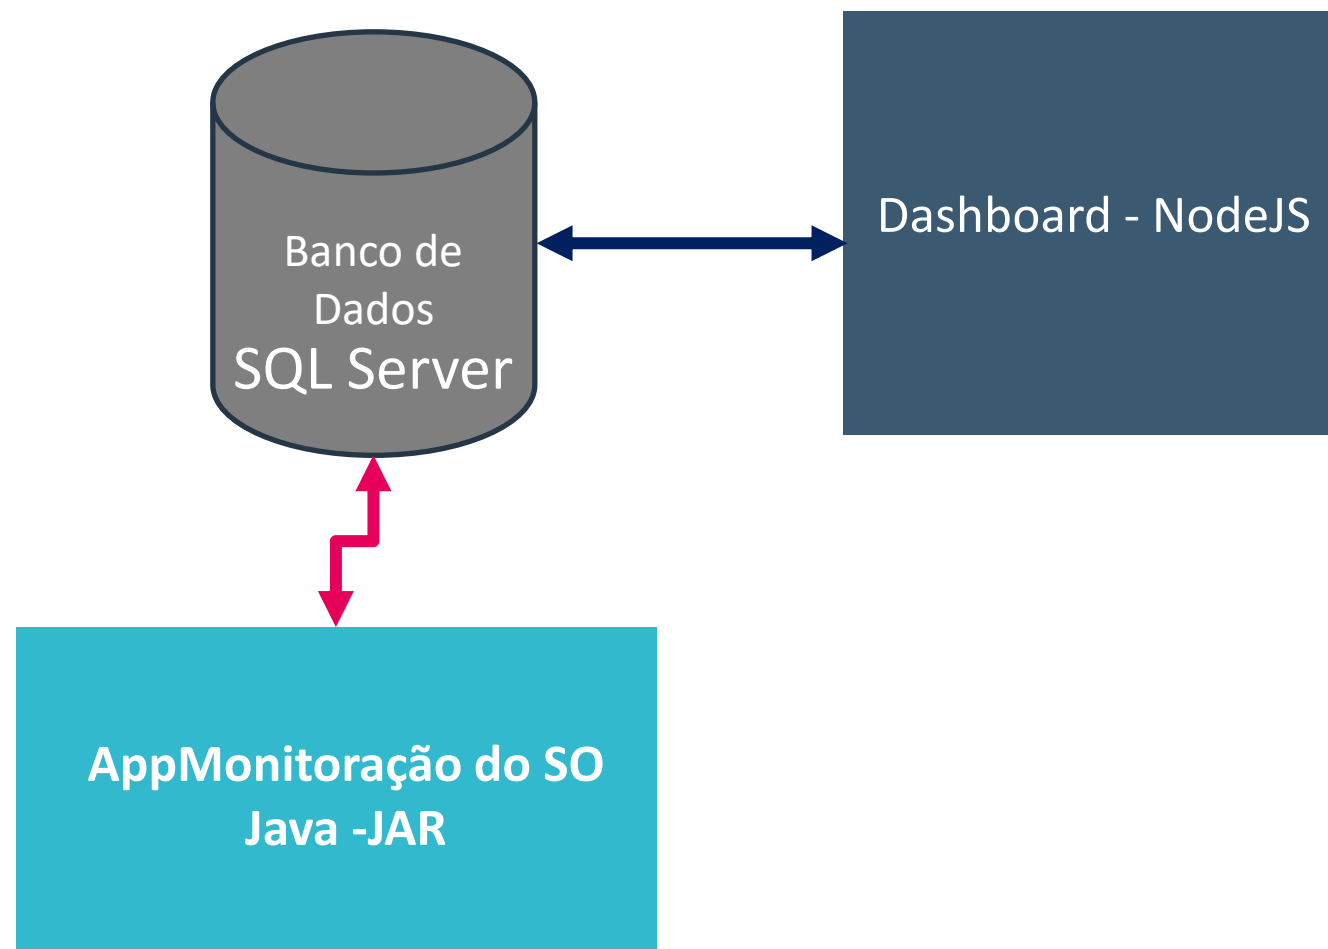 Banco de
Dados
SQL Server
Dashboard - NodeJS
AppMonitoração do SO
Java -JAR